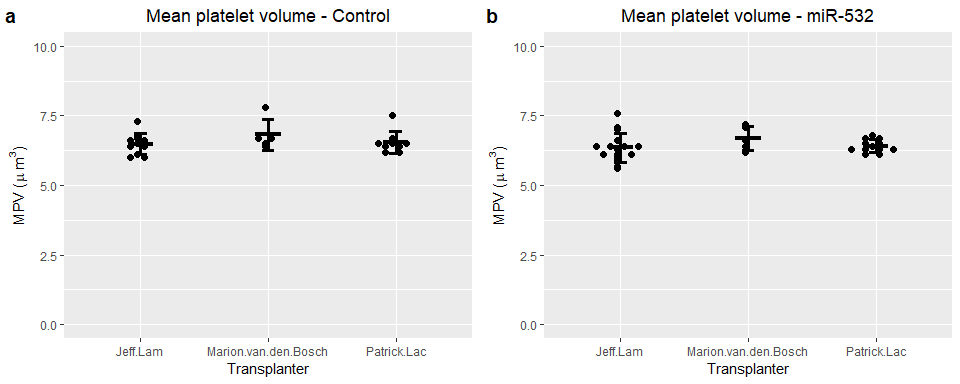 a
Mean platelet volume - Control
MPV (μm³)
10.0
7.5
5.0
2.5
0.0
Jeff.Lam Marion.van.den.Bosch Patrick.Lac
Transplanter
b
Mean platelet volume - miR-532
MPV (μm³)
10.0
7.5
5.0
2.5
0.0
Jeff.Lam Marion.van.den.Bosch Patrick.Lac
Transplanter